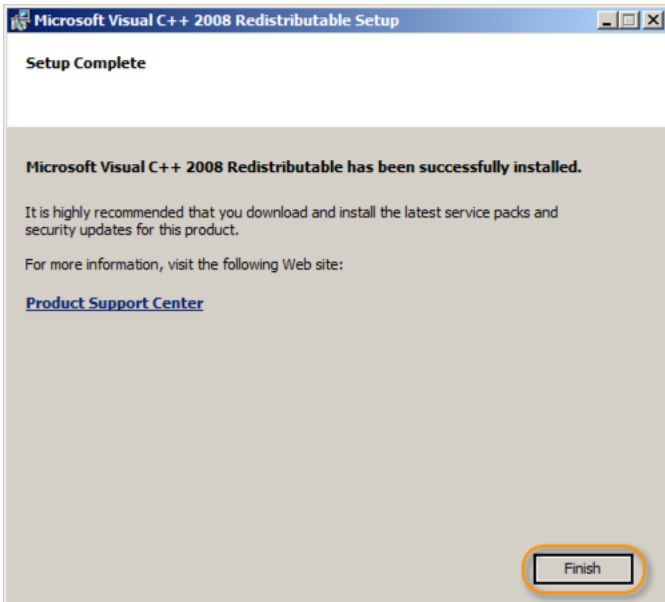 Microsoft Visual C++ 2008 Redistributable Setup
Setup Complete
Microsoft Visual C++ 2008 Redistributable has been successfully installed.
It is highly recommended that you download and install the latest service packs and
security updates for this product.
For more information, visit the following Web site:
Product Support Center
Finish